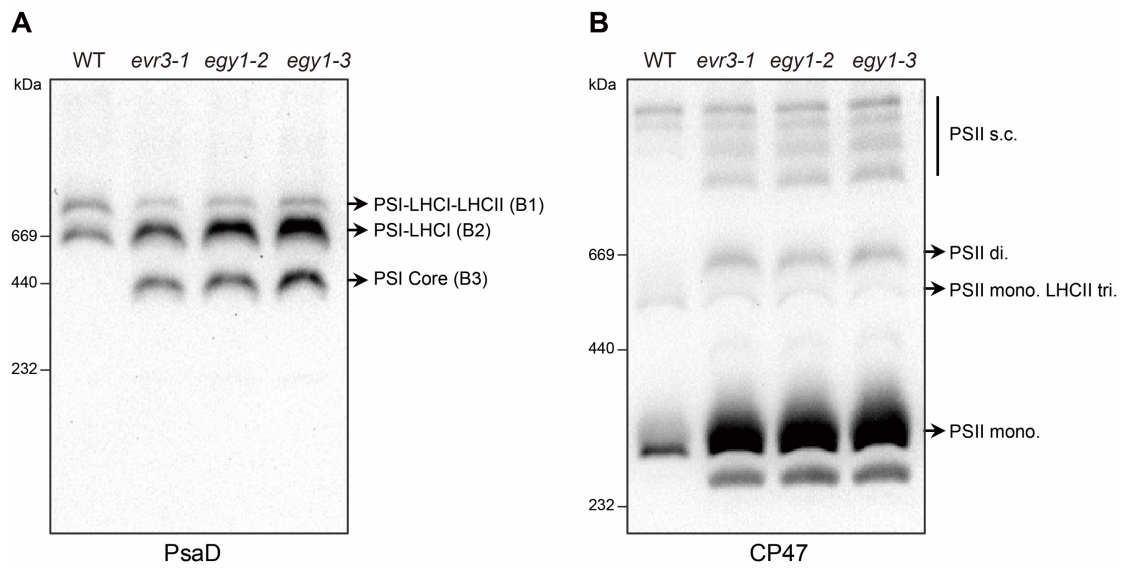 A
WT evr3-1 egy1-2 egy1-3
kDa
PSI-LHCI-LHCII (B1)
PSI-LHCI (B2)
669
PSI Core (B3)
440
232
PsaD
B
WT evr3-1 egy1-2 egy1-3
kDa
PSII s.c.
PSII di.
669
PSII mono. LHCII tri.
440
PSII mono.
232
CP47